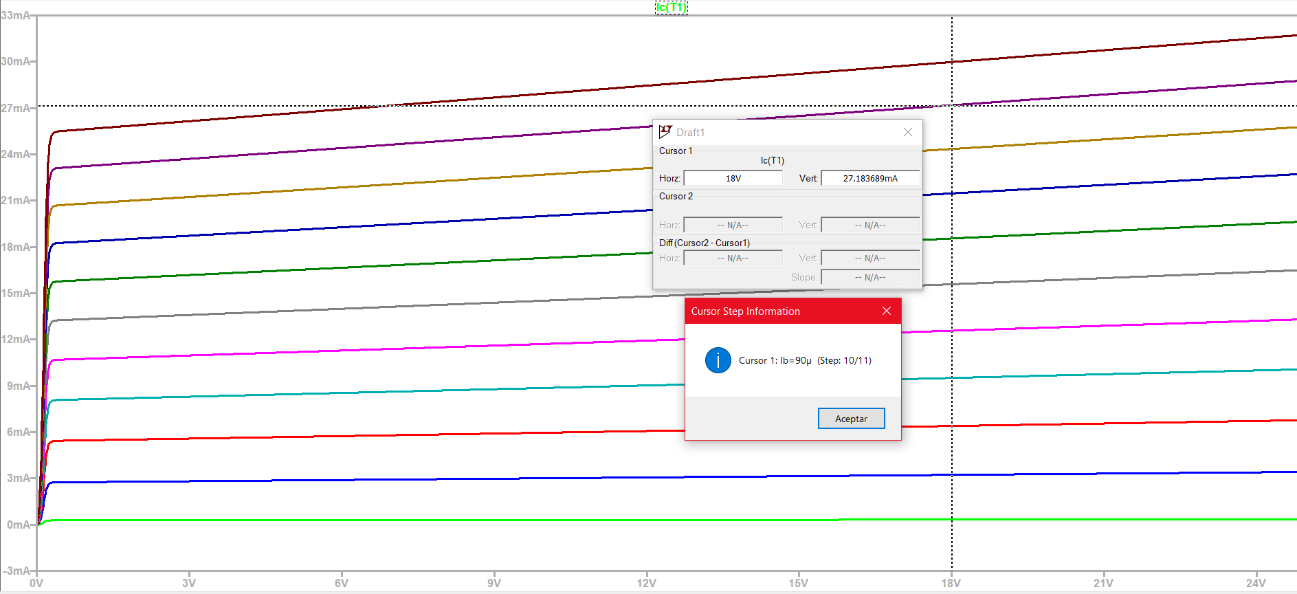 Ic(T1)
33mA
30mA
27mA
24mA
21mA
18mA
15mA
12mA
9mA
6mA
3mA
0mA
-3mA
0V
3V
6V
9V
12V
15V
18V
21V
24V
Draft1
Cursor 1
Ic(T1)
Horz: 18V Vert: 27.183689mA
Cursor 2
Horz: -- N/A-- Vert: -- N/A--
Diff (Cursor2 - Cursor1)
Horz: -- N/A-- Vert: -- N/A--
Slope: -- N/A--
Cursor Step Information
i
Cursor 1: Ib=90µ (Step: 10/11)
Aceptar